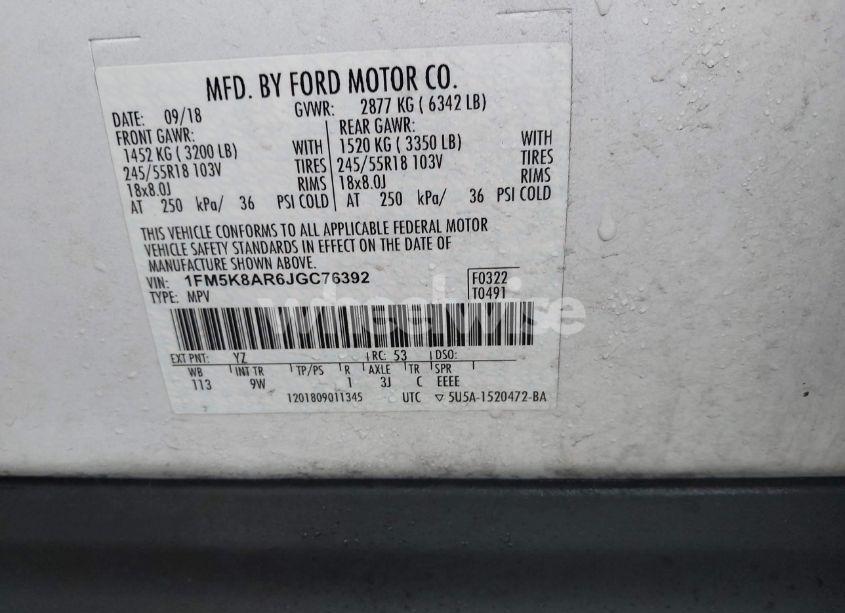 MFD. BY FORD MOTOR CO.
DATE: 09/18 GVWR: 2877 KG ( 6342 LB)
FRONT GAWR: REAR GAWR:
1452 KG ( 3200 LB) WITH 1520 KG ( 3350 LB) WITH
245/55R18 103V TIRES 245/55R18 103V TIRES
18x8.0J RIMS 18x8.0J RIMS
AT 250 kPa/ 36 PSI COLD AT 250 kPa/ 36 PSI COLD
THIS VEHICLE CONFORMS TO ALL APPLICABLE FEDERAL MOTOR
VEHICLE SAFETY STANDARDS IN EFFECT ON THE DATE OF
MANUFACTURE SHOWN ABOVE.
VIN: 1FM5K8AR6JGC76392 F0322
TYPE: MPV T0491
wheelwise
EXT PNT: YZ RC: 53 DSO:
WB INT TR TP/PS R AXLE TR SPR
113 9W 1 3J C EEEE
1201809011345 UTC ▽ 5U5A-1520472-BA